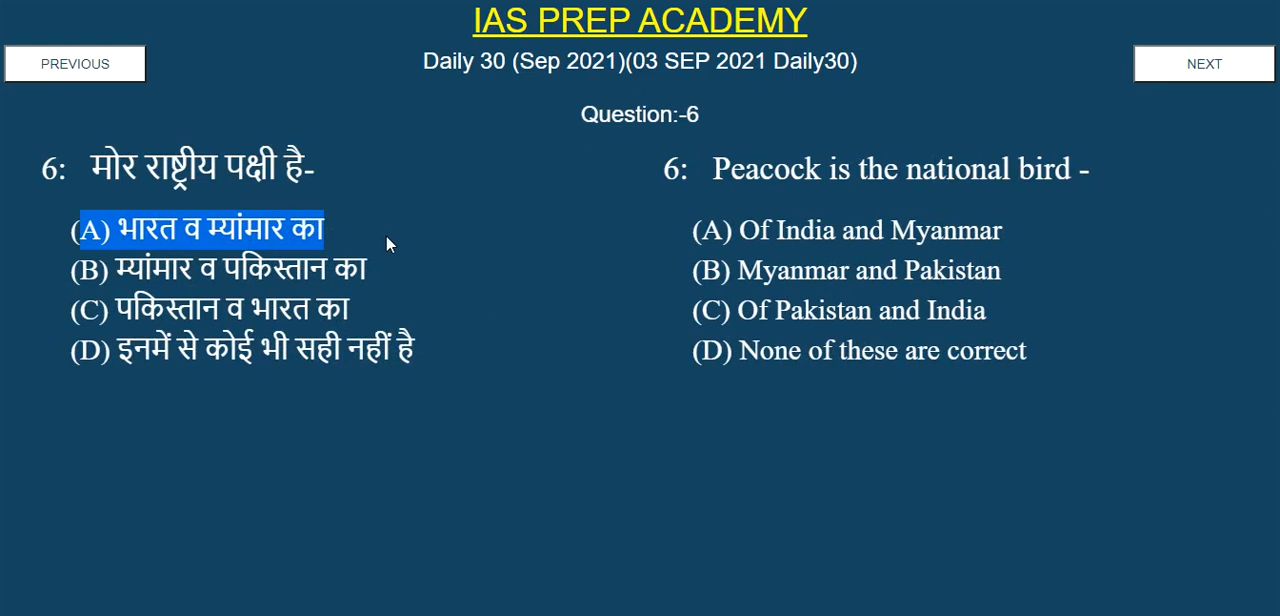 IAS PREP ACADEMY
PREVIOUS
Daily 30 (Sep 2021)(03 SEP 2021 Daily30)
NEXT
Question:-6
6: मोर राष्ट्रीय पक्षी है-
(A) भारत व म्यांमार का
(B) म्यांमार व पकिस्तान का
(C) पकिस्तान व भारत का
(D) इनमें से कोई भी सही नहीं है
6: Peacock is the national bird -
(A) Of India and Myanmar
(B) Myanmar and Pakistan
(C) Of Pakistan and India
(D) None of these are correct